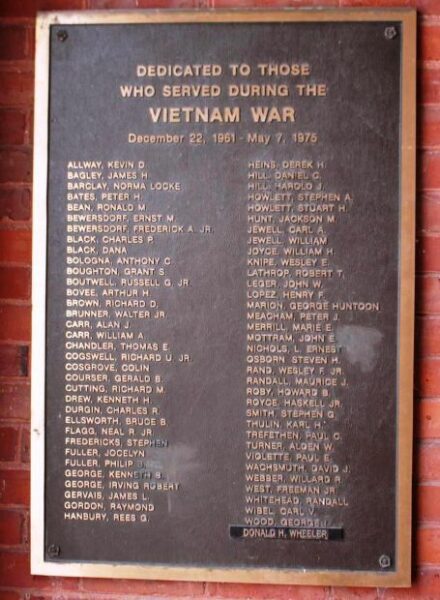 DEDICATED TO THOSE
WHO SERVED DURING THE
VIETNAM WAR
December 22, 1961 - May 7, 1975
ALLWAY, KEVIN D.
BAGLEY, JAMES H.
BARCLAY, NORMA LOCKE
BATES, PETER H.
BEAN, RONALD M.
BEWERSDORF, ERNST M.
BEWERSDORF, FREDERICK A. JR.
BLACK, CHARLES P.
BLACK, DANA
BOLOGNA, ANTHONY C.
BOUGHTON, GRANT S.
BOUTWELL, RUSSELL G. JR.
BOVEE, ARTHUR H.
BROWN, RICHARD D.
BRUNNER, WALTER JR.
CARR, ALAN J.
CARR, WILLIAM A.
CHANDLER, THOMAS E.
COGSWELL, RICHARD U. JR.
COSGROVE, COLIN
COURSER, GERALD B.
CUTTING, RICHARD M.
DREW, KENNETH H.
DURGIN, CHARLES R.
ELLSWORTH, BRUCE B.
FLAGG, NEAL R. JR.
FREDERICKS, STEPHEN
FULLER, JOCELYN
FULLER, PHILIP
GEORGE, KENNETH S.
GEORGE, IRVING ROBERT
GERVAIS, JAMES L.
GORDON, RAYMOND
HANBURY, REES G.
HEINS, DEREK H.
HILL, DANIEL C.
HILL, HAROLD J.
HOWLETT, STEPHEN A.
HOWLETT, STUART H.
HUNT, JACKSON M.
JEWELL, CARL A.
JEWELL, WILLIAM
JOYCE, WILLIAM H.
KNIPE, WESLEY E.
LATHROP, ROBERT T.
LEGER, JOHN W.
LOPEZ, HENRY F.
MARION, GEORGE HUNTOON
MEACHAM, PETER J.
MERRILL, MARIE E.
MOTTRAM, JOHN E.
NICHOLS, L. ERNEST
OSBORN, STEVEN H.
RAND, WESLEY F. JR.
RANDALL, MAURICE J.
ROBY, HOWARD B.
ROYCE, HASKELL JR.
SMITH, STEPHEN G.
THULIN, KARL H.
TREFETHEN, PAUL C.
TURNER, ALDEN W.
VIOLETTE, PAUL E.
WACHSMUTH, DAVID J.
WEBBER, WILLARD R.
WEST, FREEMAN JR.
WHITEHEAD, RANDALL
WIBEL, CARL V.
WOOD, GEORGE
DONALD H. WHEELER